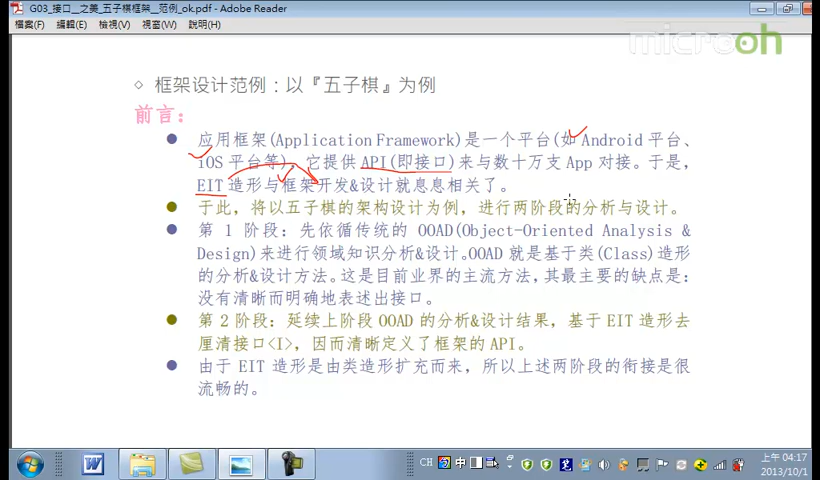 G03_接口__之美_五子棋框架__范例_ok.pdf - Adobe Reader
檔案(F) 編輯(E) 檢視(V) 視窗(W) 說明(H)
microoh
◇ 框架设计范例：以『五子棋』为例
前言：
● 应用框架(Application Framework)是一个平台(如 Android 平台、
iOS 平台等)，它提供 API(即接口)来与数十万支 App 对接。于是，
EIT 造形与框架开发&设计就息息相关了。
● 于此，将以五子棋的架构设计为例，进行两阶段的分析与设计。
● 第 1 阶段：先依循传统的 OOAD(Object-Oriented Analysis &
Design)来进行领域知识分析&设计。OOAD 就是基于类(Class)造形
的分析&设计方法。这是目前业界的主流方法，其最主要的缺点是：
没有清晰而明确地表述出接口。
● 第 2 阶段：延续上阶段 OOAD 的分析&设计结果，基于 EIT 造形去
厘清接口<I>，因而清晰定义了框架的 API。
● 由于 EIT 造形是由类造形扩充而来，所以上述两阶段的衔接是很
流畅的。
CH 中
上午 04:17
2013/10/1